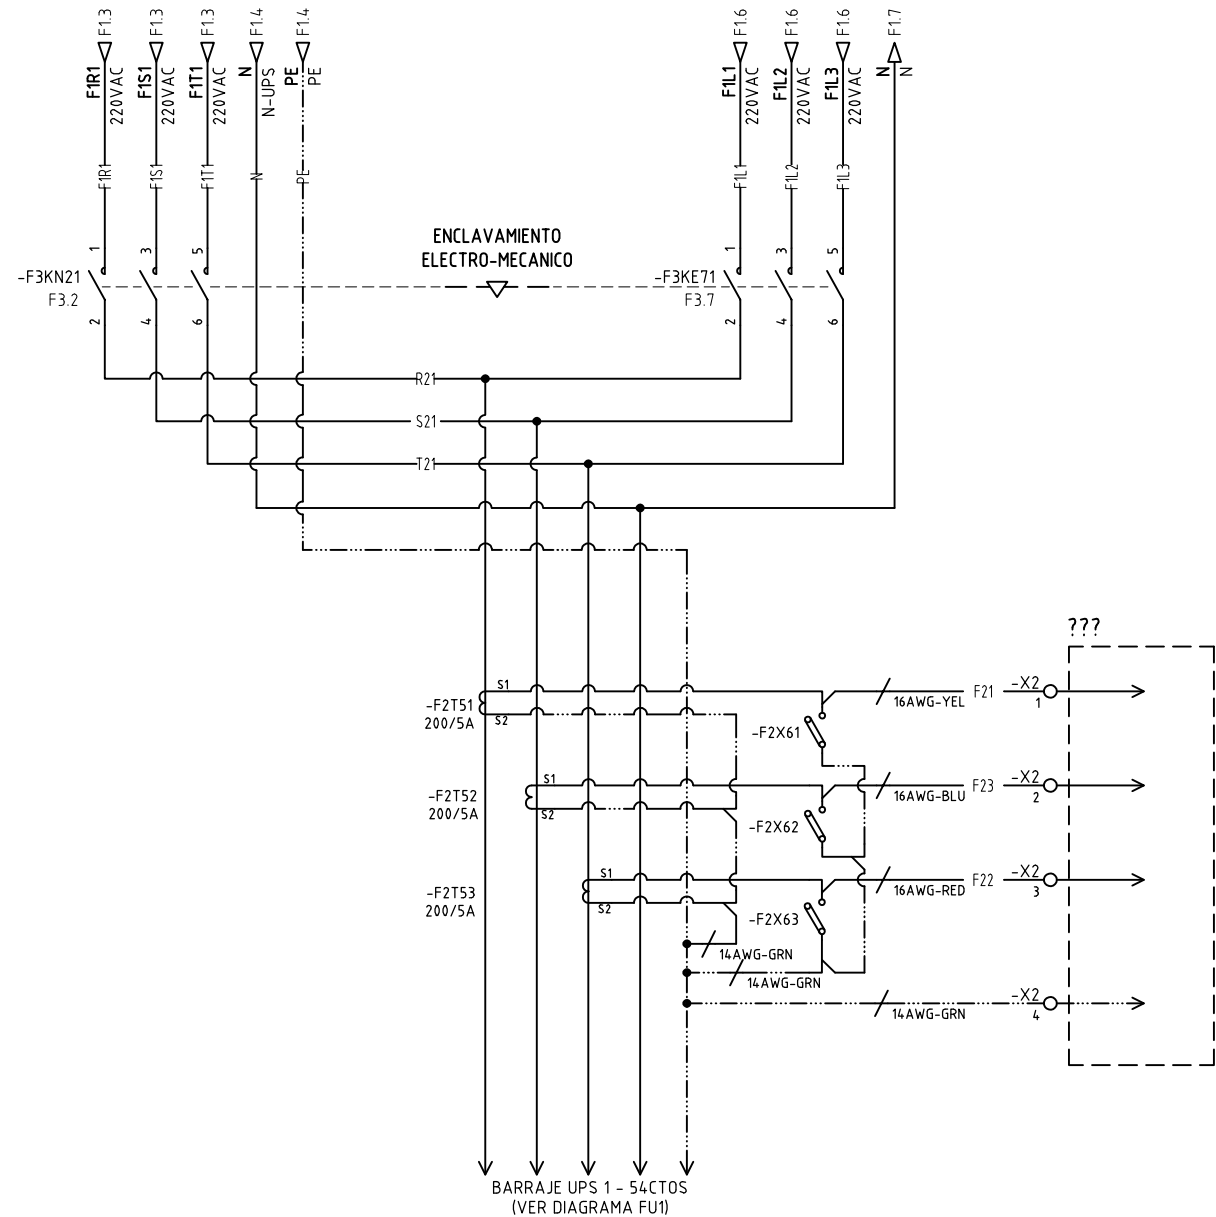 F1.3 F1.3 F1.3 F1.4 F1.4 F1.6 F1.6 F1.6 F1.7
F1R1 F1S1 F1T1 N PE F1L1 F1L2 F1L3 N
220VAC 220VAC 220VAC N-UPS PE 220VAC 220VAC 220VAC N
F1R1 F1S1 F1T1 N PE F1L1 F1L2 F1L3
ENCLAVAMIENTO
ELECTRO-MECANICO
1 3 5 1 3 5
-F3KN21 -F3KE71
F3.2 F3.7
2 4 6 2 4 6
R21
S21
T21
???
S1 -X2
F21
-F2T51 16AWG-YEL 1
200/5A S2 -F2X61
S1 -X2
F23
-F2T52 16AWG-BLU 2
200/5A S2 -F2X62
S1 -X2
F22
-F2T53 16AWG-RED 3
200/5A S2 -F2X63
14AWG-GRN
14AWG-GRN
-X2
14AWG-GRN 4
BARRAJE UPS 1 - 54CTOS
(VER DIAGRAMA FU1)